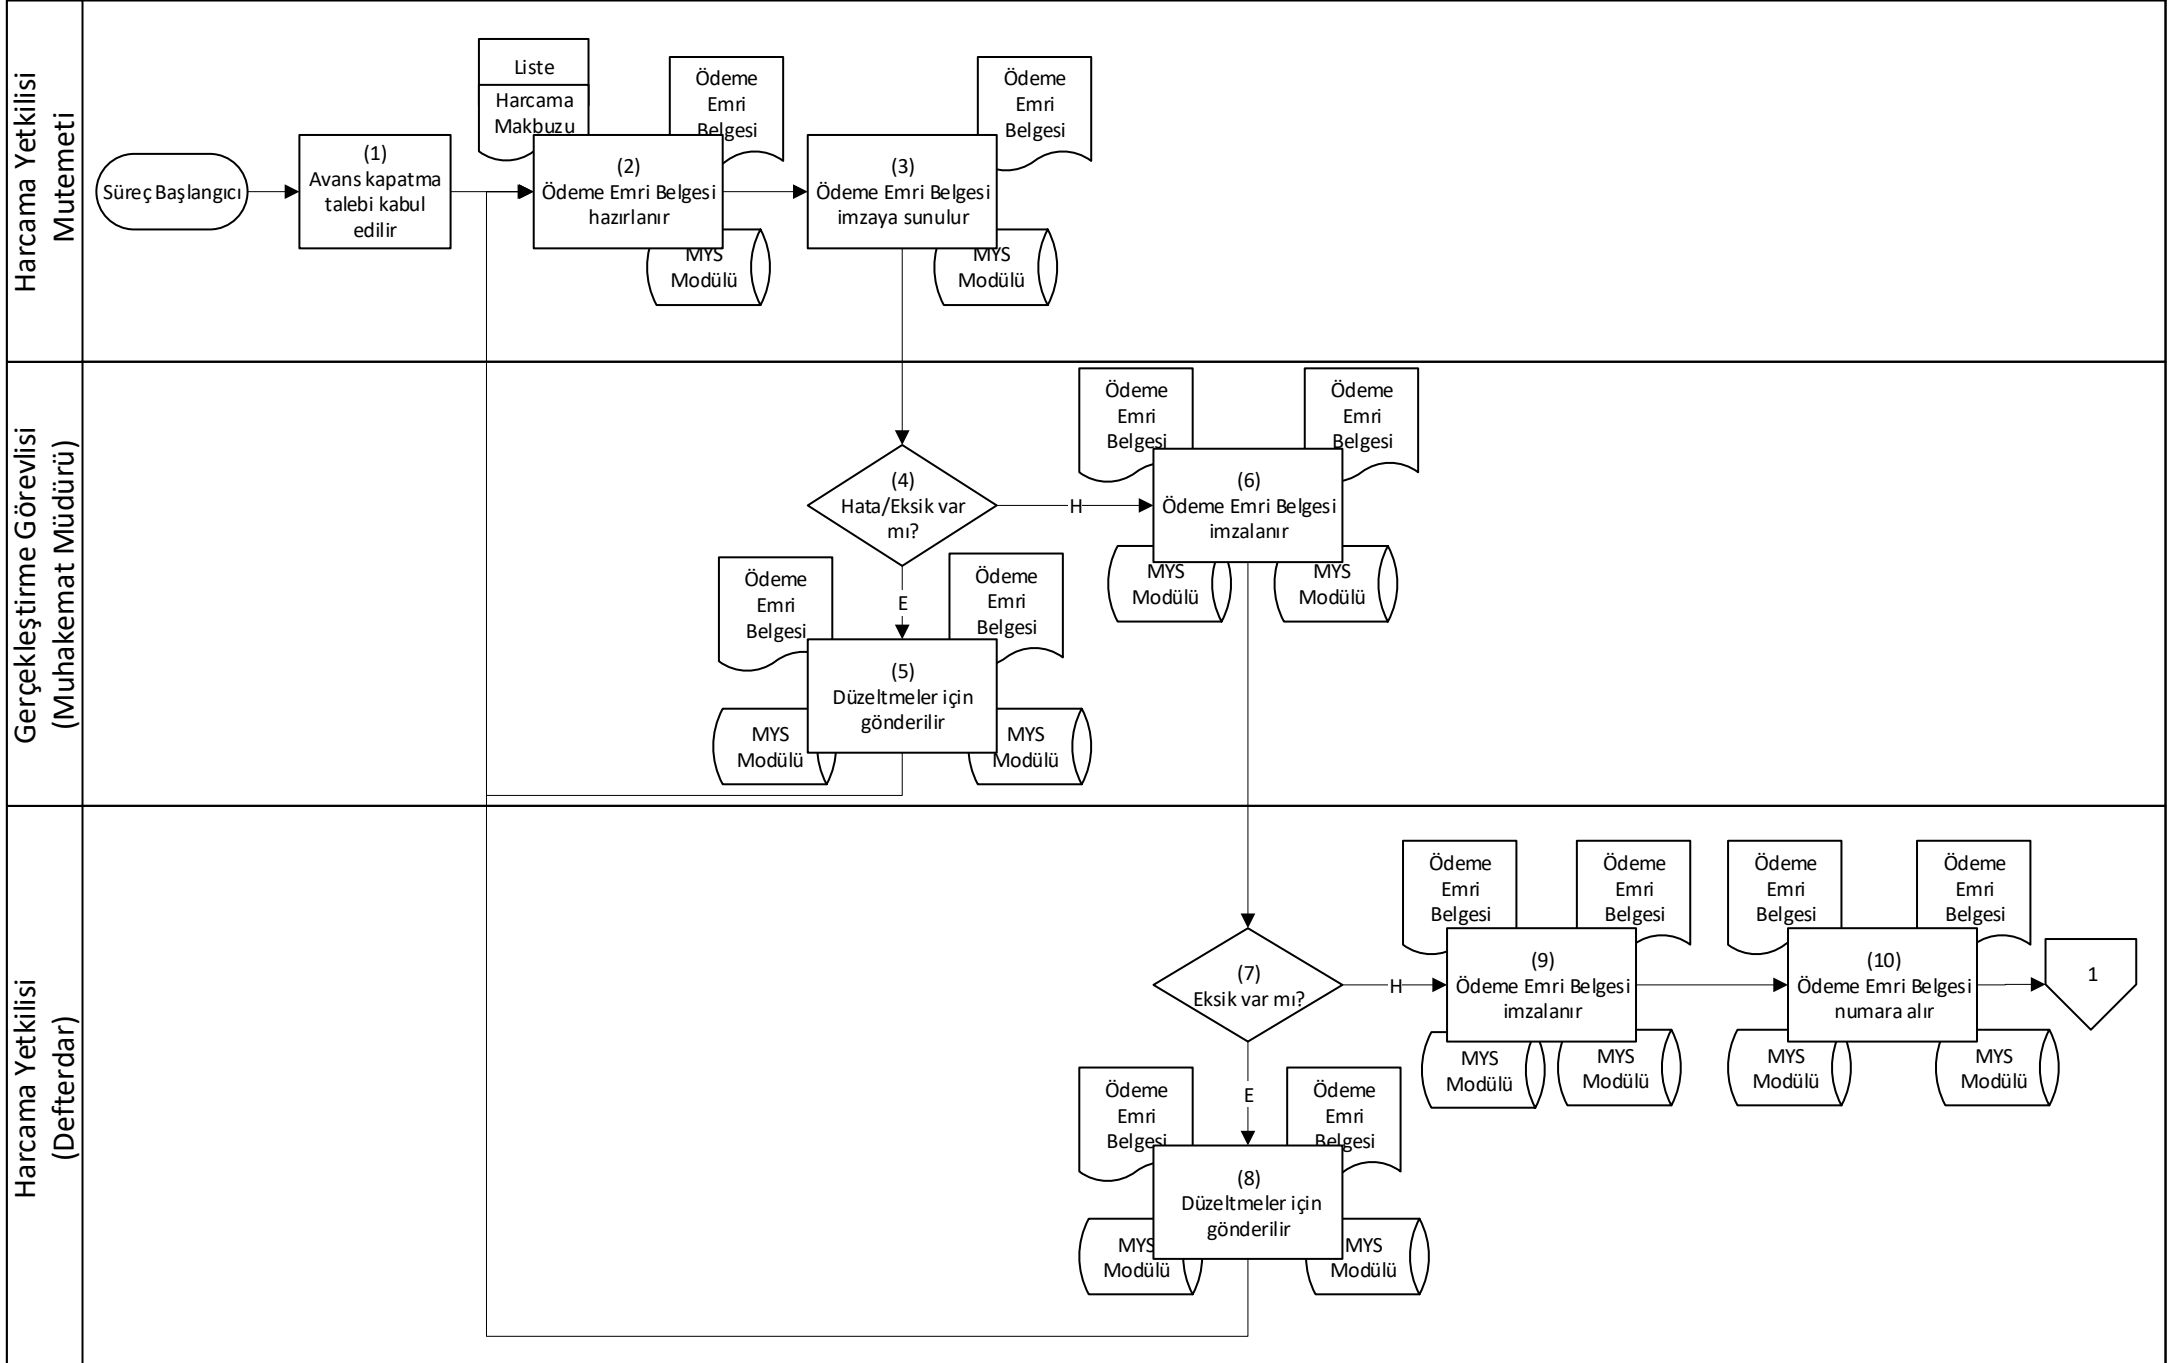 Harcama Yetkilisi
Mutemeti
Süreç Başlangıcı
(1)
Avans kapatma
talebi kabul
edilir
Liste
Harcama
Makbuzu
Ödeme
Emri
Belgesi
(2)
Ödeme Emri Belgesi
hazırlanır
MYS
Modülü
Ödeme
Emri
Belgesi
(3)
Ödeme Emri Belgesi
imzaya sunulur
MYS
Modülü
Gerçekleştirme Görevlisi
(Muhakemat Müdürü)
(4)
Hata/Eksik var
mı?
H
E
Ödeme
Emri
Belgesi
Ödeme
Emri
Belgesi
(5)
Düzeltmeler için
gönderilir
MYS
Modülü
MYS
Modülü
Ödeme
Emri
Belgesi
Ödeme
Emri
Belgesi
(6)
Ödeme Emri Belgesi
imzalanır
MYS
Modülü
MYS
Modülü
Harcama Yetkilisi
(Defterdar)
(7)
Eksik var mı?
H
E
Ödeme
Emri
Belgesi
Ödeme
Emri
Belgesi
(8)
Düzeltmeler için
gönderilir
MYS
Modülü
MYS
Modülü
Ödeme
Emri
Belgesi
Ödeme
Emri
Belgesi
(9)
Ödeme Emri Belgesi
imzalanır
MYS
Modülü
MYS
Modülü
Ödeme
Emri
Belgesi
Ödeme
Emri
Belgesi
(10)
Ödeme Emri Belgesi
numara alır
MYS
Modülü
MYS
Modülü
1